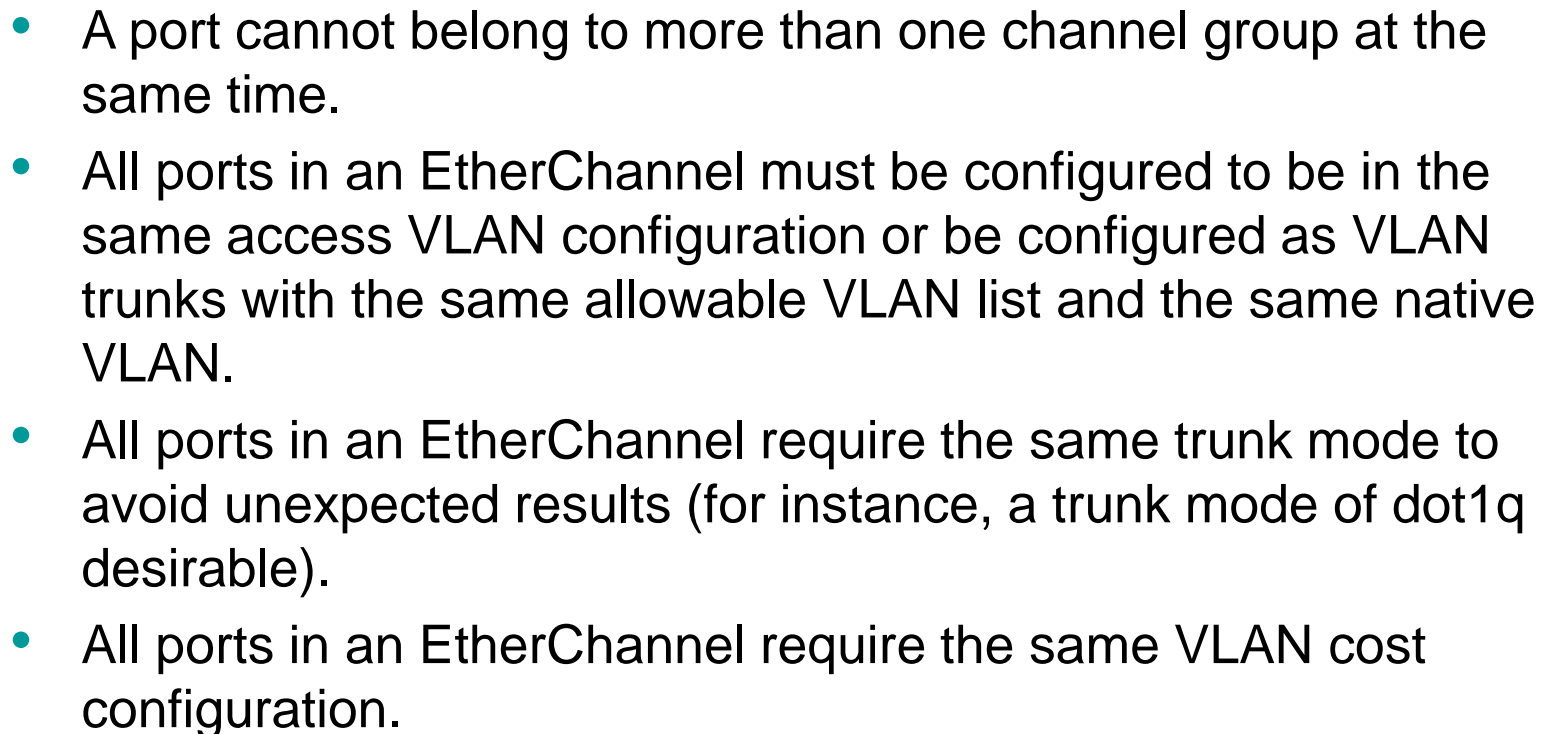 • A port cannot belong to more than one channel group at the
same time.
• All ports in an EtherChannel must be configured to be in the
same access VLAN configuration or be configured as VLAN
trunks with the same allowable VLAN list and the same native
VLAN.
• All ports in an EtherChannel require the same trunk mode to
avoid unexpected results (for instance, a trunk mode of dot1q
desirable).
• All ports in an EtherChannel require the same VLAN cost
configuration.